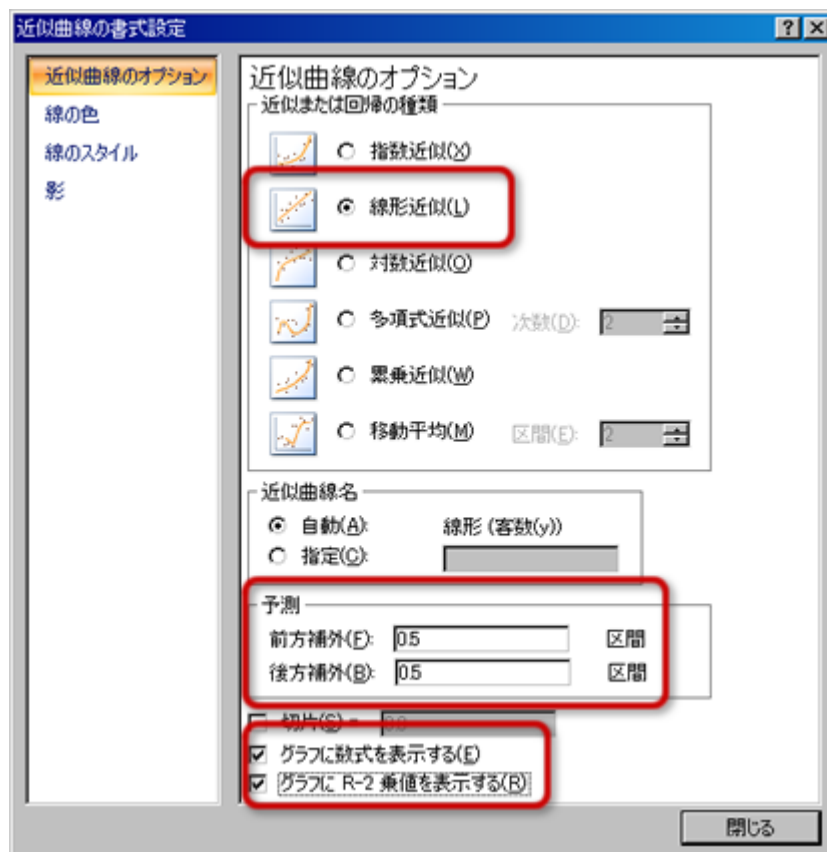 近似曲線の書式設定
近似曲線のオプション
線の色
線のスタイル
影
近似曲線のオプション
近似または回帰の種類
指数近似(X)
線形近似(L)
対数近似(O)
多項式近似(P) 次数(D): 2
累乗近似(W)
移動平均(M) 区間(E): 2
近似曲線名
自動(A): 線形 (客数(y))
指定(C):
予測
前方補外(F): 0.5 区間
後方補外(B): 0.5 区間
切片(S) = 0.0
グラフに数式を表示する(E)
グラフに R-2 乗値を表示する(R)
閉じる